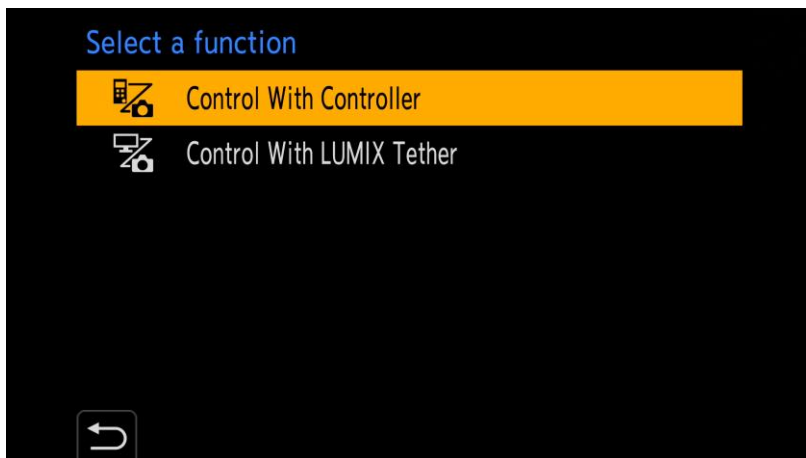 Select a function
Control With Controller
Control With LUMIX Tether